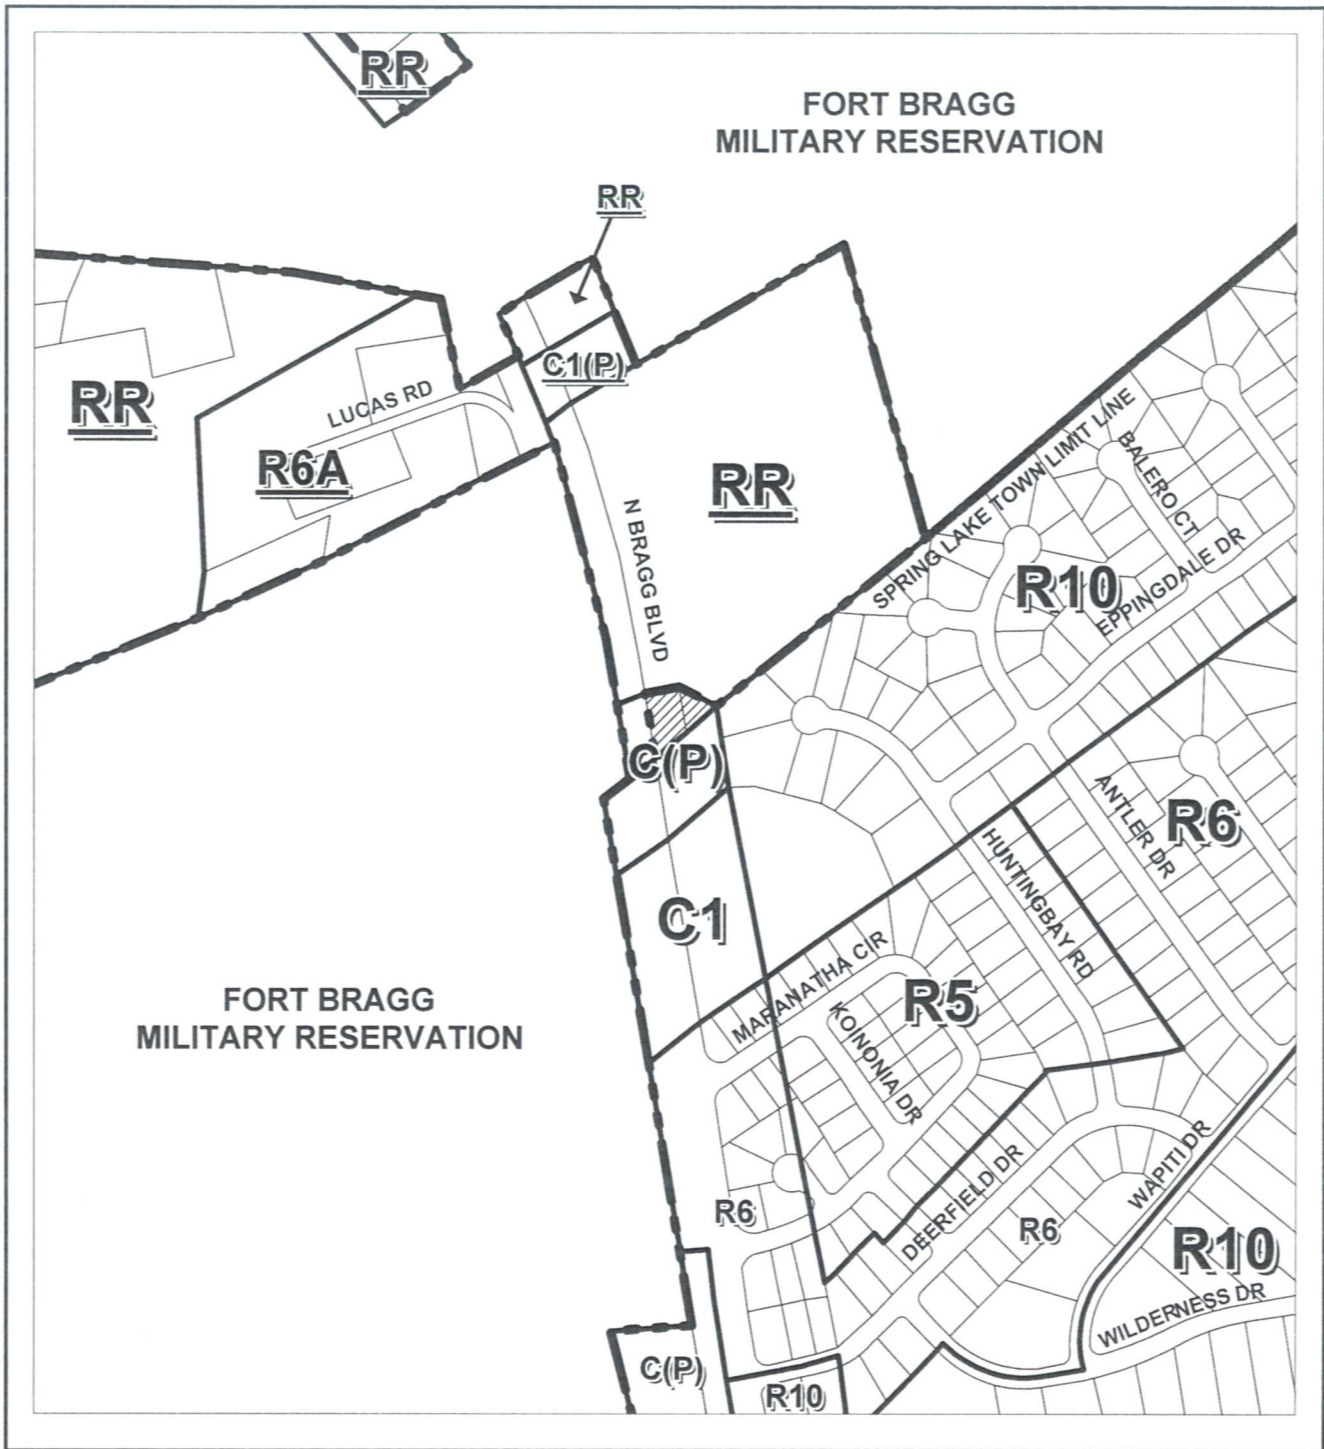 RR
FORT BRAGG
MILITARY RESERVATION
RR
C1(P)
RR
LUCAS RD
R6A
RR
N BRAGG BLVD
SPRING LAKE TOWN LIMIT LINE
BALERO CT
R10
EPPINGDALE DR
C(P)
ANTLER DR
R6
HUNTINGBAY RD
C1
MARANATHA CIR
R5
KOINONIA DR
FORT BRAGG
MILITARY RESERVATION
R6
DEERFIELD DR
WAPITI DR
R6
R10
WILDERNESS DR
C(P)
R10